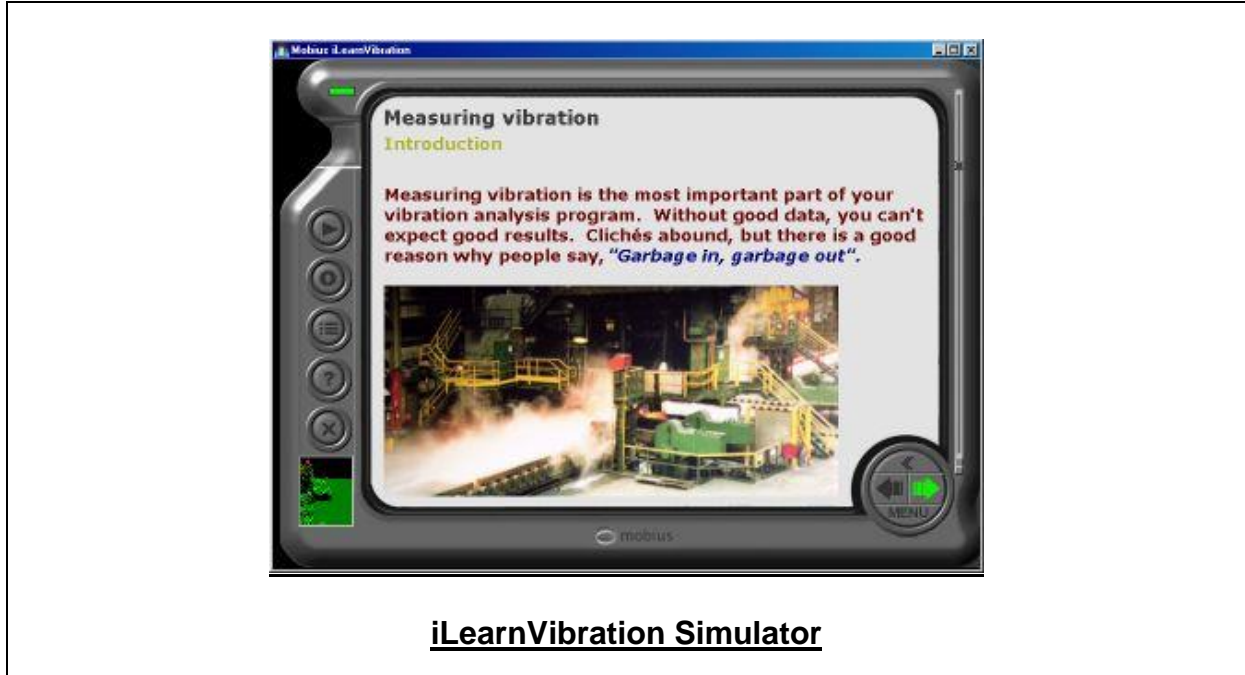 Mobius iLearnVibration
Measuring vibration
Introduction
Measuring vibration is the most important part of your
vibration analysis program. Without good data, you can't
expect good results. Clichés abound, but there is a good
reason why people say, "Garbage in, garbage out".
MENU
mobius
iLearnVibration Simulator